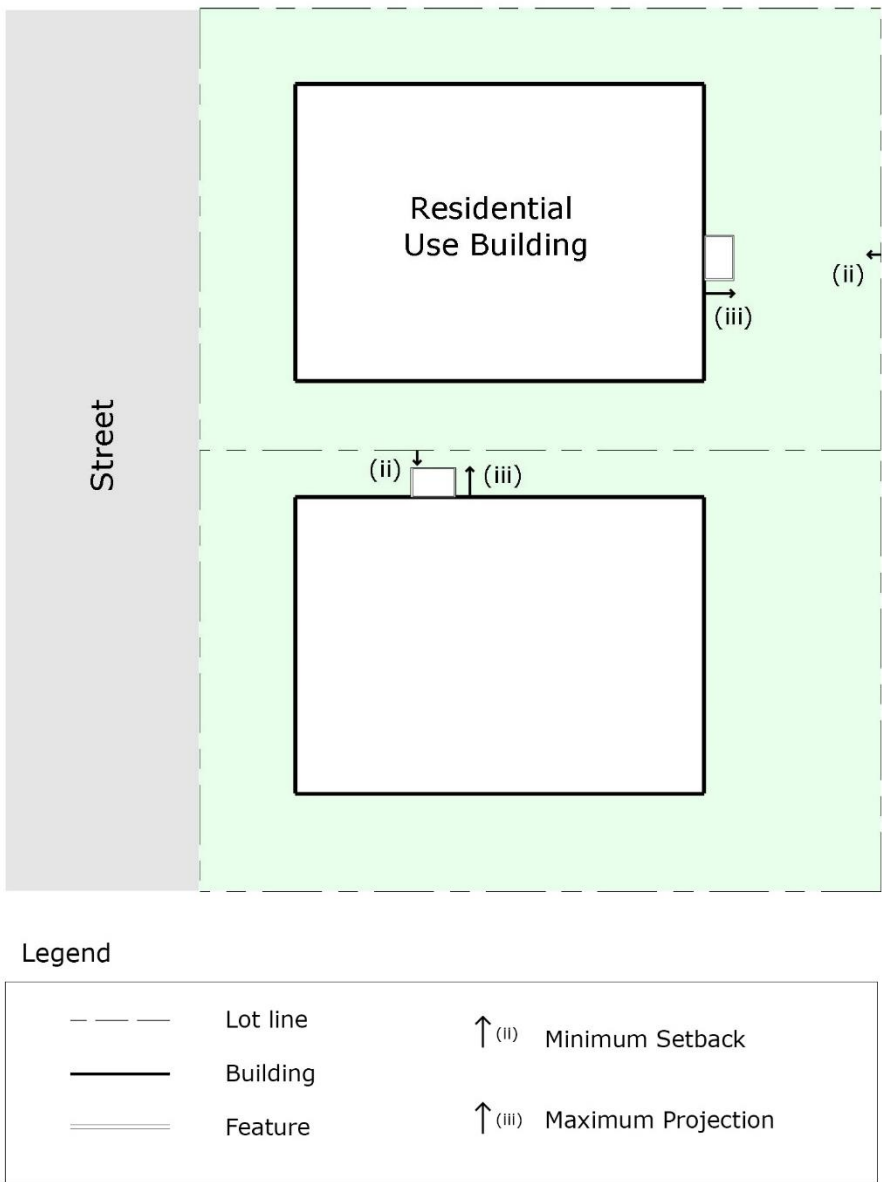 Residential
Use Building
(ii)
(iii)
Street
(ii)
(iii)
Legend
Lot line
(ii) Minimum Setback
Building
Feature
(iii) Maximum Projection